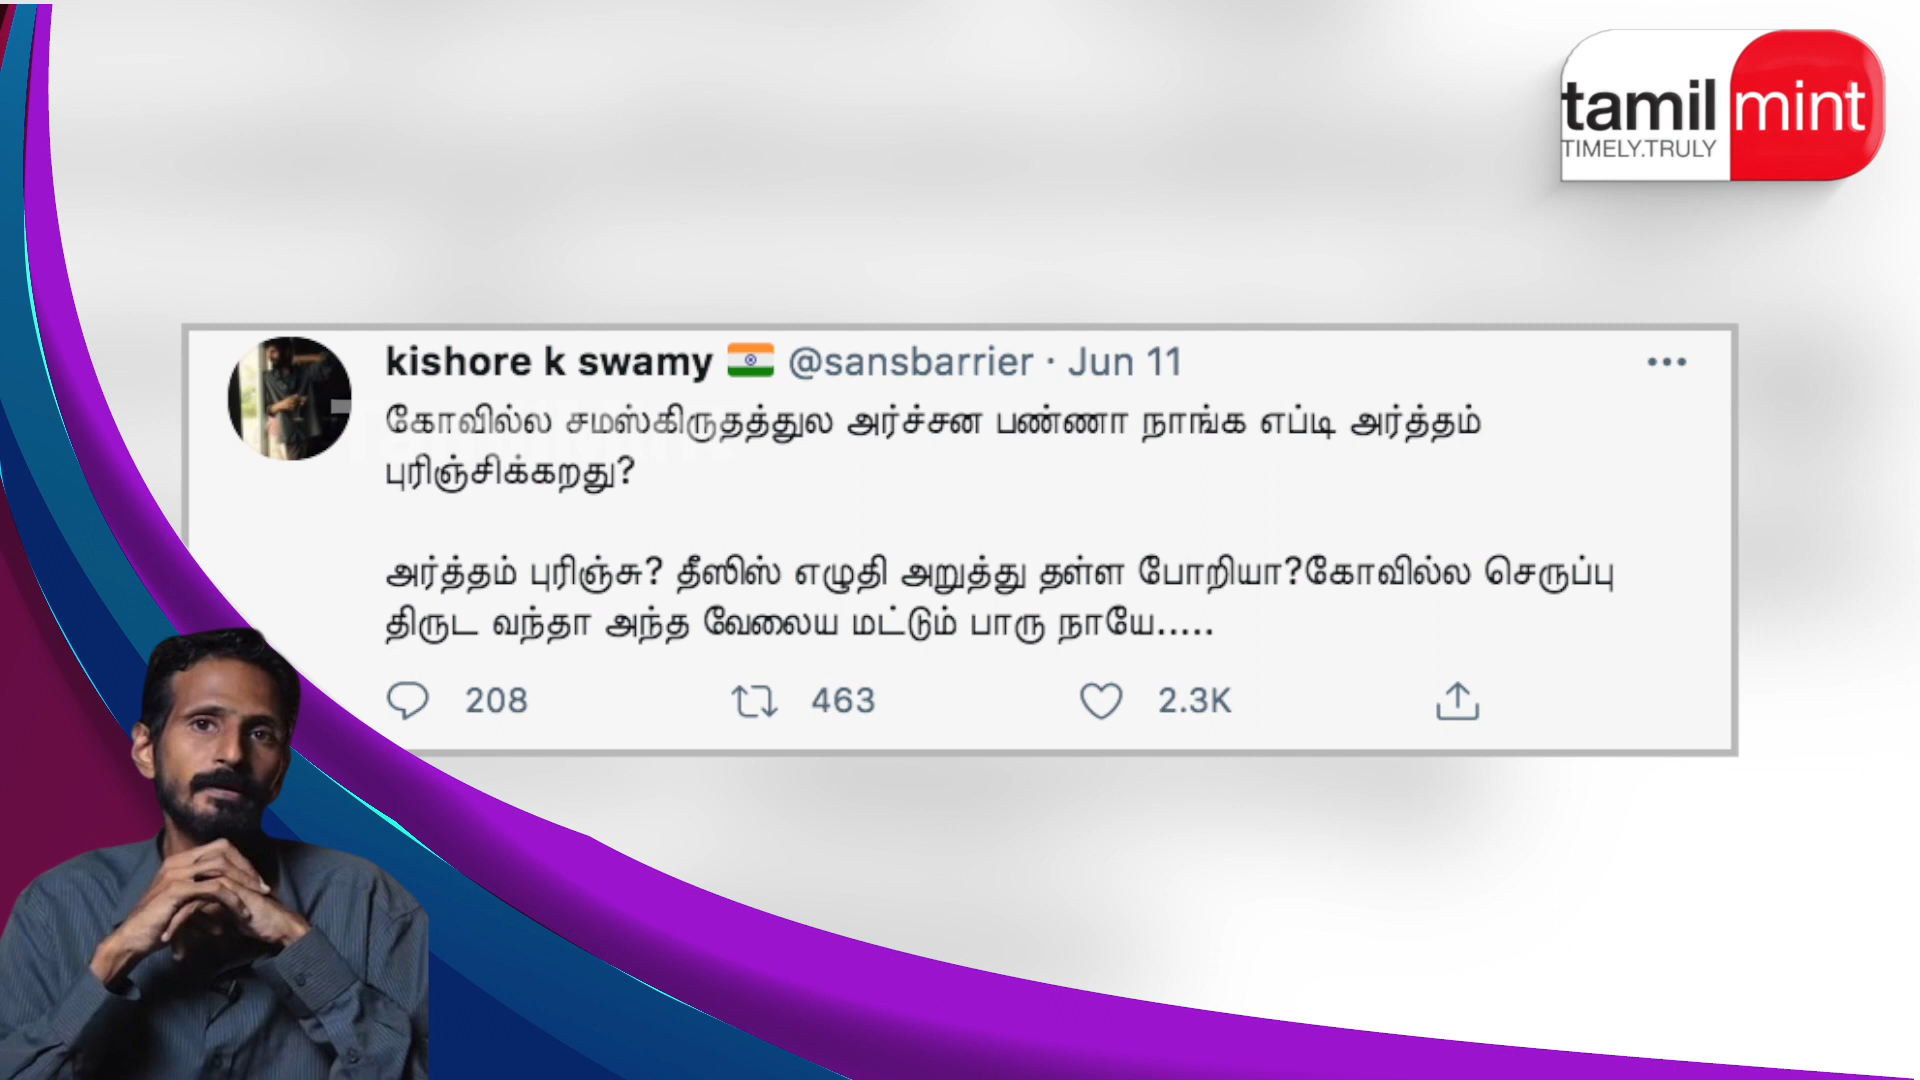 tamil mint
TIMELY.TRULY
kishore k swamy 🇮🇳 @sansbarrier · Jun 11
கோவில்ல சமஸ்கிருதத்துல அர்ச்சன பண்ணா நாங்க எப்டி அர்த்தம்
புரிஞ்சிக்கறது?
அர்த்தம் புரிஞ்சு? தீஸிஸ் எழுதி அறுத்து தள்ள போறியா?கோவில்ல செருப்பு
திருட வந்தா அந்த வேலைய மட்டும் பாரு நாயே.....
208 463 2.3K